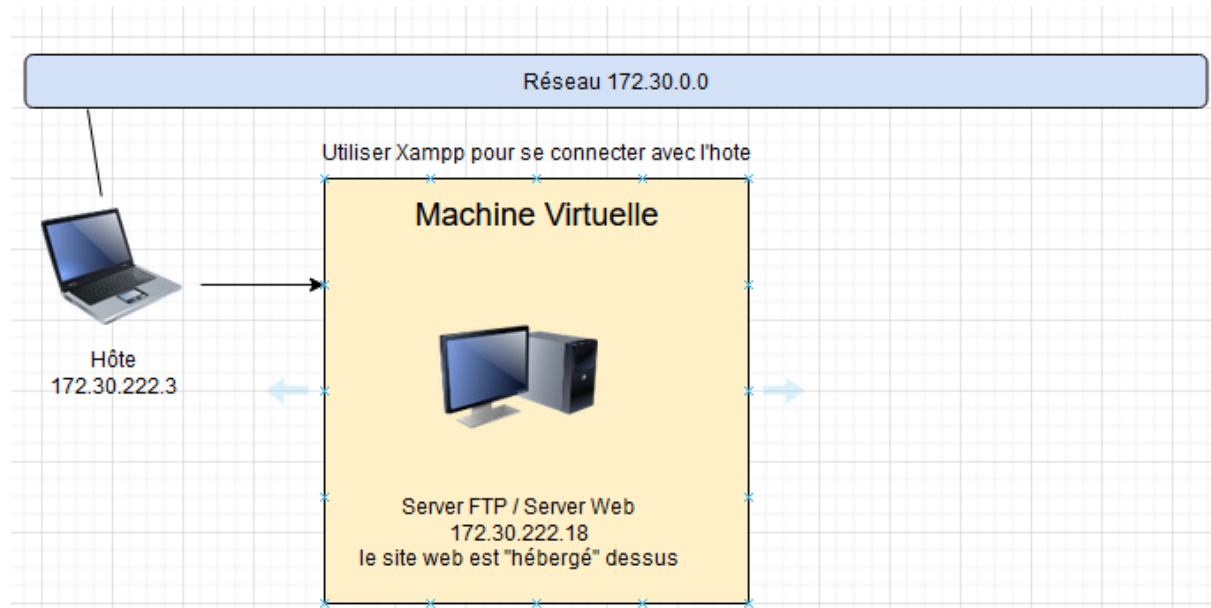 Réseau 172.30.0.0
Utiliser Xampp pour se connecter avec l'hote
Machine Virtuelle
Hôte
172.30.222.3
Server FTP / Server Web
172.30.222.18
le site web est "hébergé" dessus